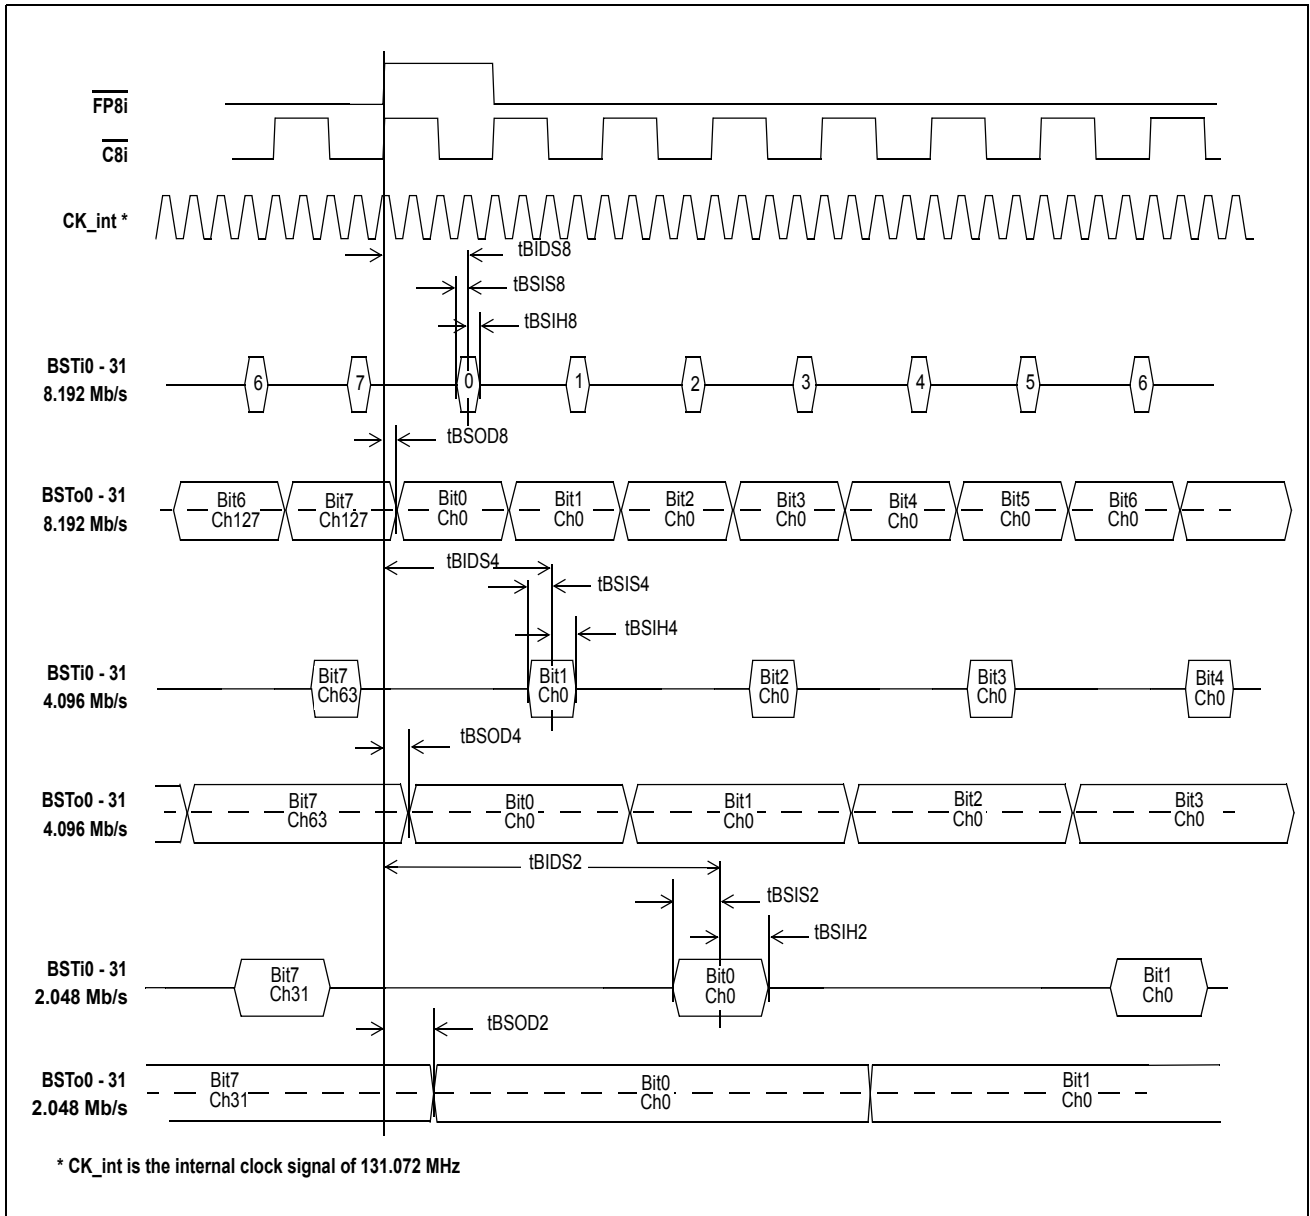 FP8i
C8i
CK_int *
tBIDS8
tBSIS8
tBSIH8
BSTi0 - 31
8.192 Mb/s
6 7 0 1 2 3 4 5 6
tBSOD8
BSTo0 - 31
8.192 Mb/s
Bit6 Bit7 Bit0 Bit1 Bit2 Bit3 Bit4 Bit5 Bit6
Ch127 Ch127 Ch0 Ch0 Ch0 Ch0 Ch0 Ch0 Ch0
tBIDS4
tBSIS4
tBSIH4
BSTi0 - 31
4.096 Mb/s
Bit7 Bit1 Bit2 Bit3 Bit4
Ch63 Ch0 Ch0 Ch0 Ch0
tBSOD4
BSTo0 - 31
4.096 Mb/s
Bit7 Bit0 Bit1 Bit2 Bit3
Ch63 Ch0 Ch0 Ch0 Ch0
tBIDS2
tBSIS2
tBSIH2
BSTi0 - 31
2.048 Mb/s
Bit7 Bit0 Bit1
Ch31 Ch0 Ch0
tBSOD2
BSTo0 - 31
2.048 Mb/s
Bit7 Bit0 Bit1
Ch31 Ch0 Ch0
* CK_int is the internal clock signal of 131.072 MHz